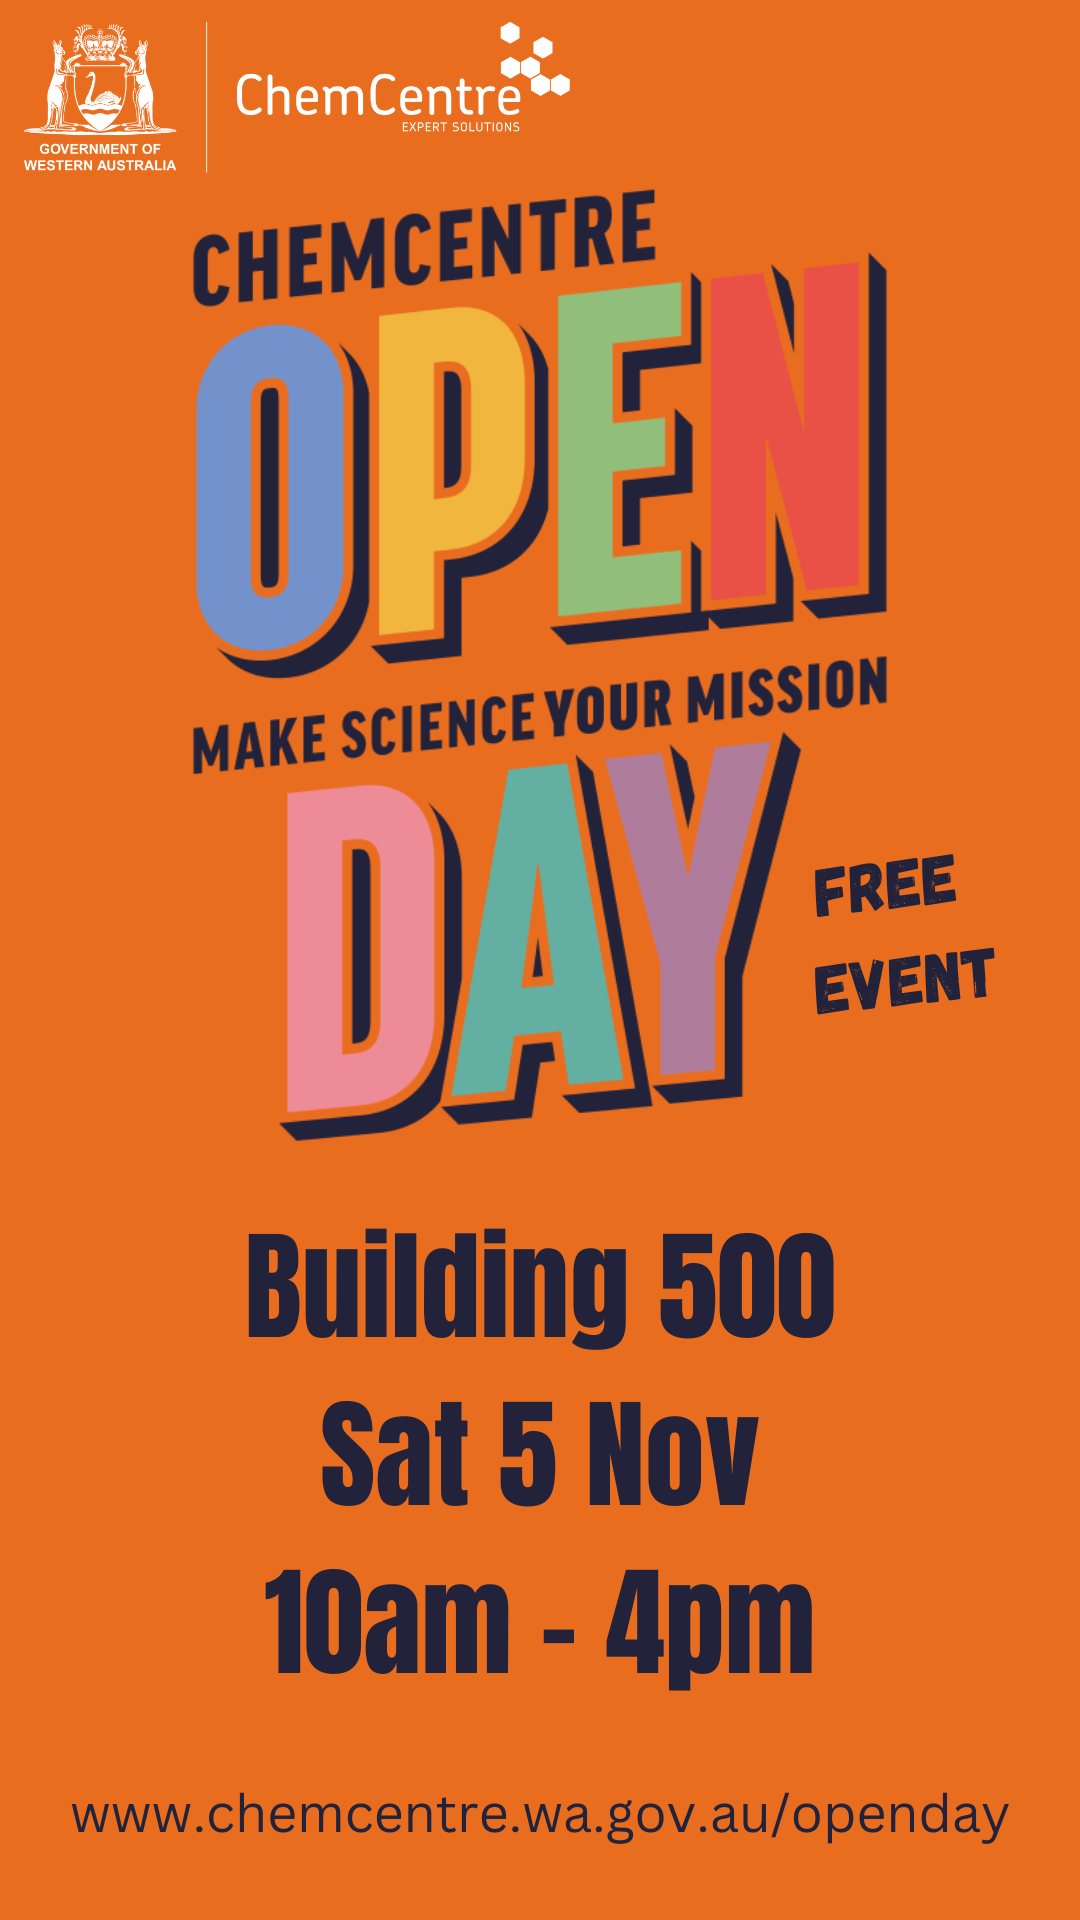 GOVERNMENT OF
WESTERN AUSTRALIA
ChemCentre
EXPERT SOLUTIONS
CHEMCENTRE
OPEN
MAKE SCIENCE YOUR MISSION
DAY
FREE
EVENT
Building 500
Sat 5 Nov
10am - 4pm
www.chemcentre.wa.gov.au/openday